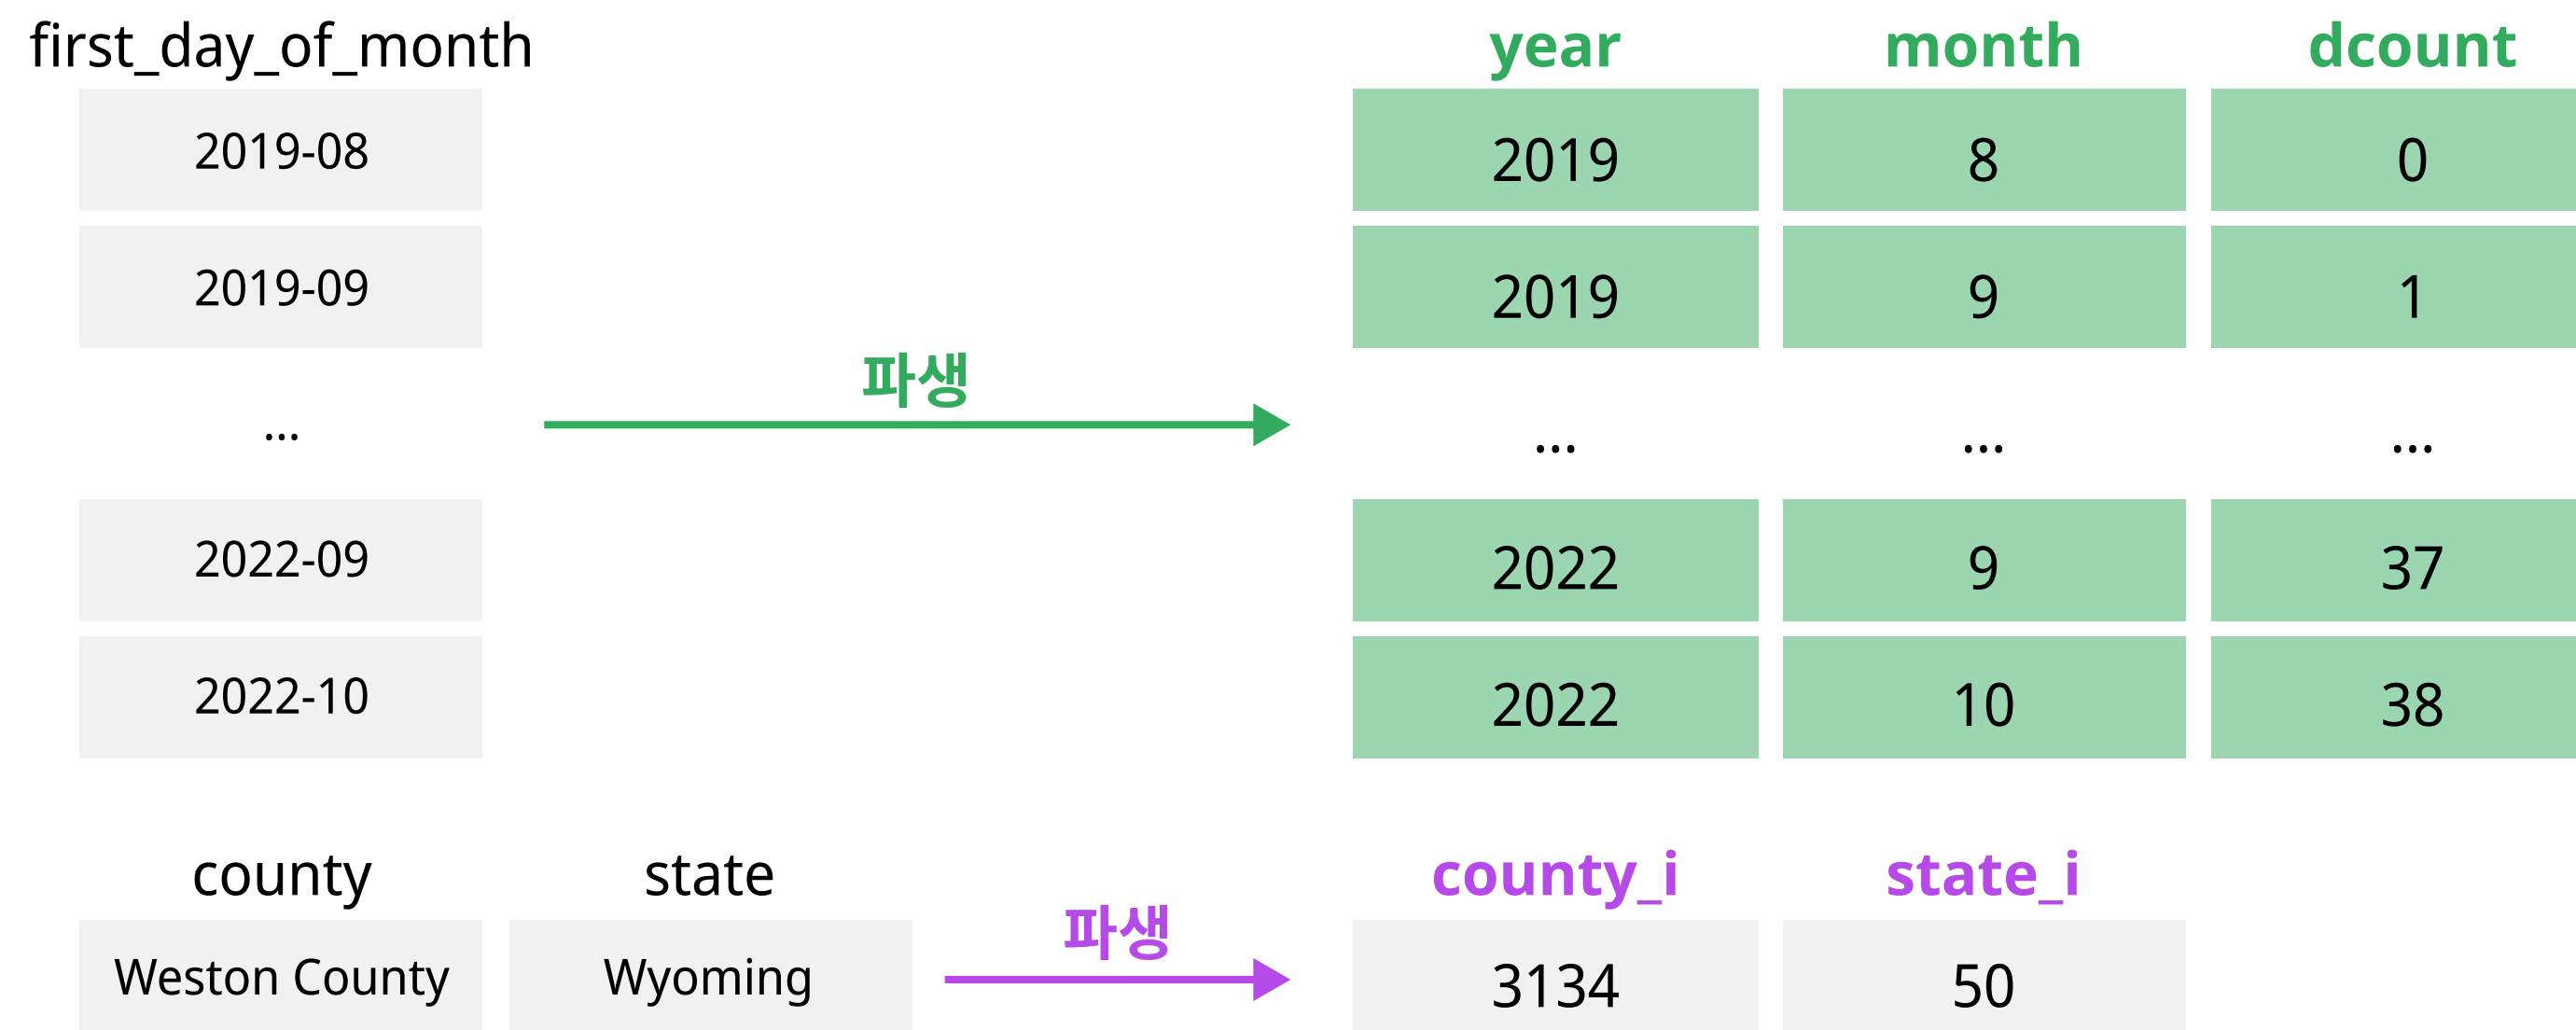 first_day_of_month year month dcount
2019-08 2019 8 0
2019-09 2019 9 1
파생
... ... ... ...
2022-09 2022 9 37
2022-10 2022 10 38
county state county_i state_i
파생
Weston County Wyoming 3134 50